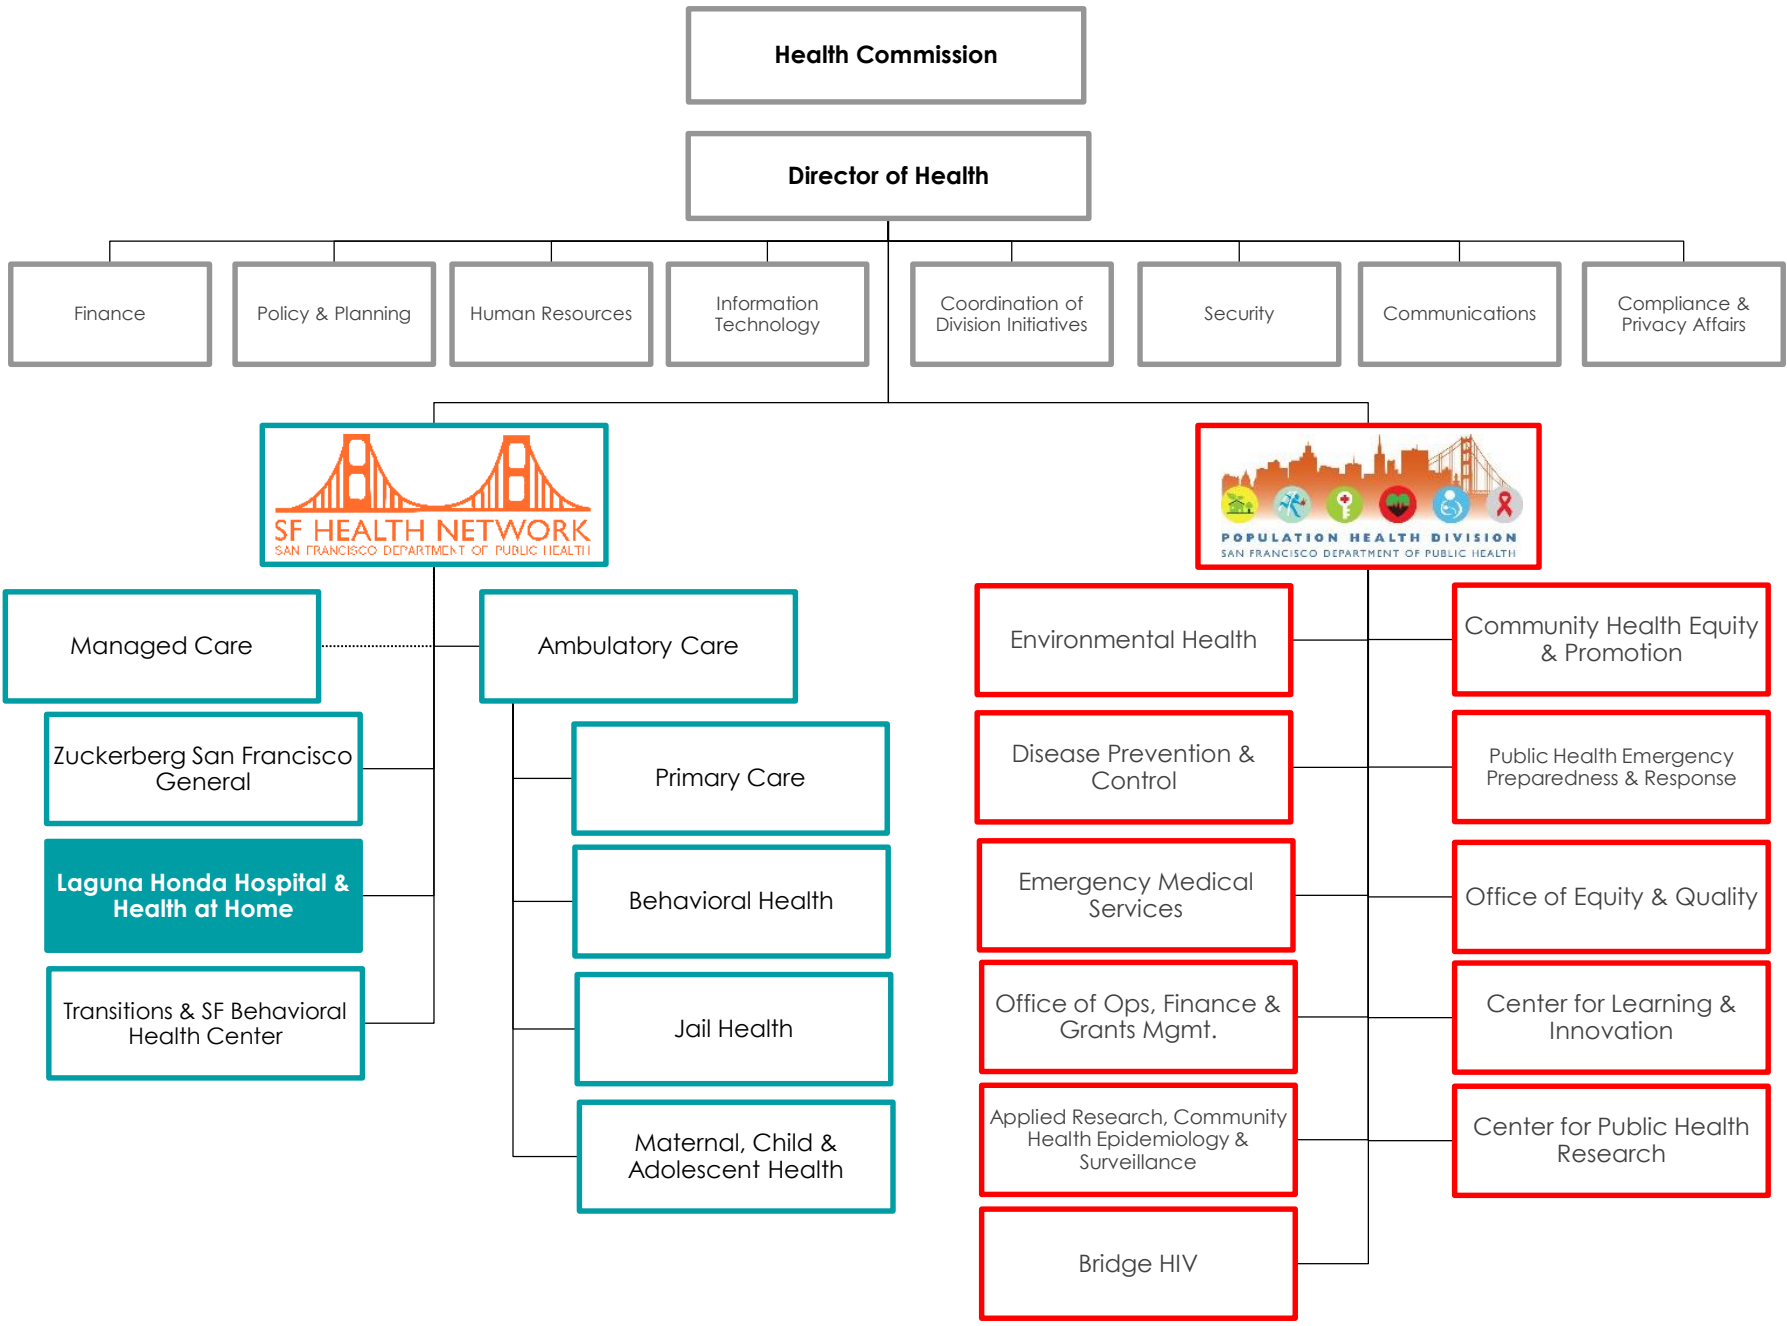 Health Commission
Director of Health
Finance
Policy & Planning
Human Resources
Information
Technology
Coordination of
Division Initiatives
Security
Communications
Compliance &
Privacy Affairs
SF HEALTH NETWORK
SAN FRANCISCO DEPARTMENT OF PUBLIC HEALTH
POPULATION HEALTH DIVISION
SAN FRANCISCO DEPARTMENT OF PUBLIC HEALTH
Managed Care
Ambulatory Care
Zuckerberg San Francisco
General
Laguna Honda Hospital &
Health at Home
Transitions & SF Behavioral
Health Center
Primary Care
Behavioral Health
Jail Health
Maternal, Child &
Adolescent Health
Environmental Health
Community Health Equity
& Promotion
Disease Prevention &
Control
Public Health Emergency
Preparedness & Response
Emergency Medical
Services
Office of Equity & Quality
Office of Ops, Finance &
Grants Mgmt.
Center for Learning &
Innovation
Applied Research, Community
Health Epidemiology &
Surveillance
Center for Public Health
Research
Bridge HIV